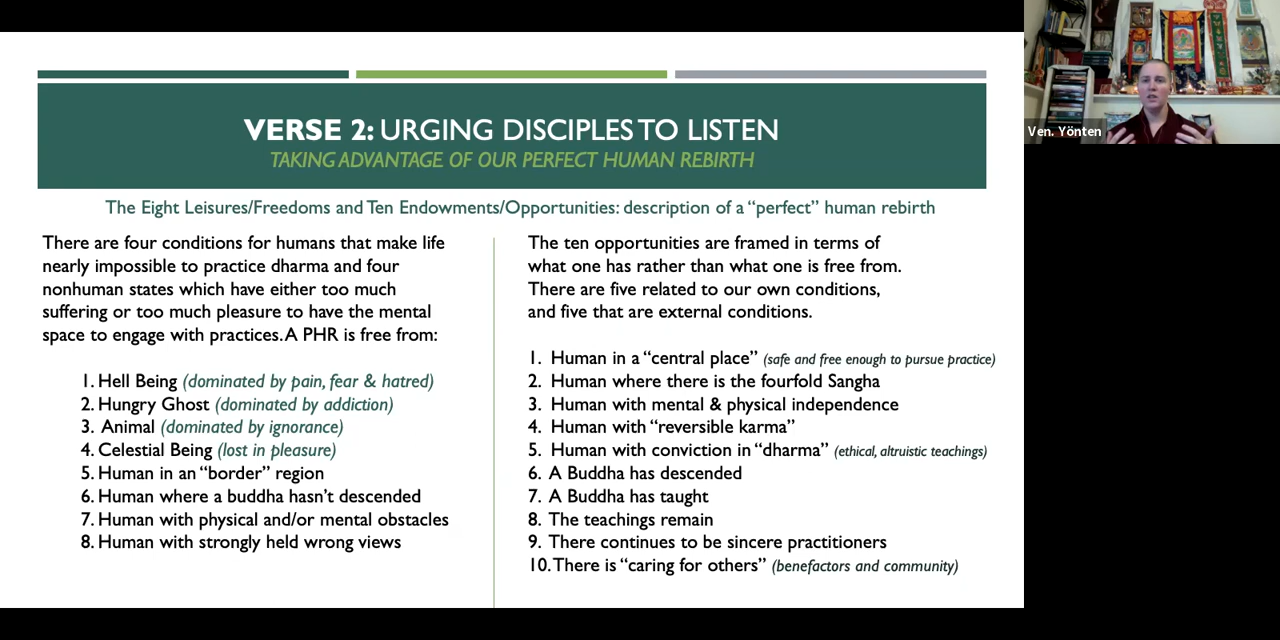 VERSE 2: URGING DISCIPLES TO LISTEN
TAKING ADVANTAGE OF OUR PERFECT HUMAN REBIRTH
The Eight Leisures/Freedoms and Ten Endowments/Opportunities: description of a “perfect” human rebirth
There are four conditions for humans that make life
nearly impossible to practice dharma and four
nonhuman states which have either too much
suffering or too much pleasure to have the mental
space to engage with practices. A PHR is free from:
1. Hell Being (dominated by pain, fear & hatred)
2. Hungry Ghost (dominated by addiction)
3. Animal (dominated by ignorance)
4. Celestial Being (lost in pleasure)
5. Human in an “border” region
6. Human where a buddha hasn’t descended
7. Human with physical and/or mental obstacles
8. Human with strongly held wrong views
The ten opportunities are framed in terms of
what one has rather than what one is free from.
There are five related to our own conditions,
and five that are external conditions.
1. Human in a “central place” (safe and free enough to pursue practice)
2. Human where there is the fourfold Sangha
3. Human with mental & physical independence
4. Human with “reversible karma”
5. Human with conviction in “dharma” (ethical, altruistic teachings)
6. A Buddha has descended
7. A Buddha has taught
8. The teachings remain
9. There continues to be sincere practitioners
10. There is “caring for others” (benefactors and community)
Ven. Yönten